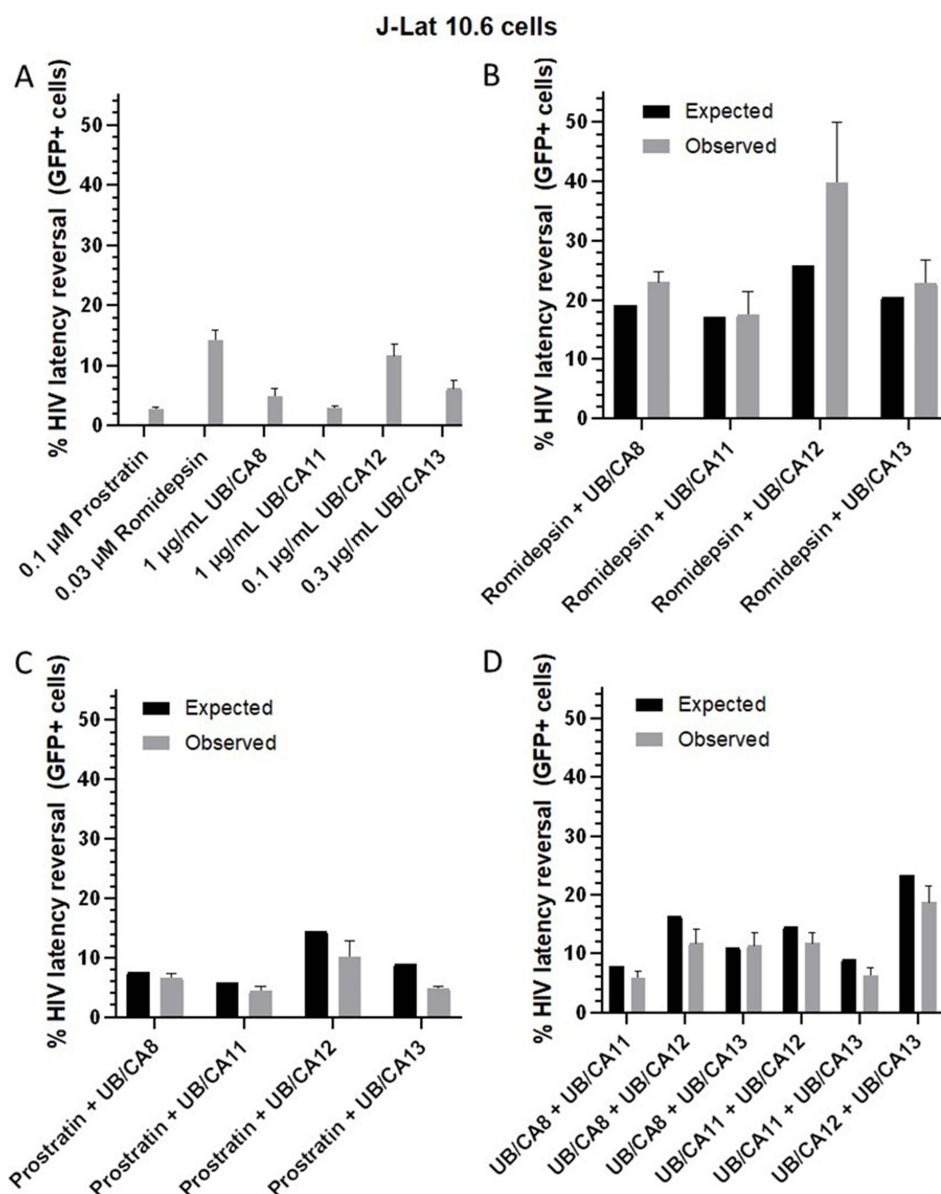 J-Lat 10.6 cells
A
% HIV latency reversal (GFP+ cells)
50
40
30
20
10
0
0.1 µM Prostratin
0.03 µM Romidepsin
1 µg/mL UB/CA8
1 µg/mL UB/CA11
0.1 µg/mL UB/CA12
0.3 µg/mL UB/CA13
B
% HIV latency reversal (GFP+ cells)
Expected
Observed
50
40
30
20
10
0
Romidepsin + UB/CA8
Romidepsin + UB/CA11
Romidepsin + UB/CA12
Romidepsin + UB/CA13
C
% HIV latency reversal (GFP+ cells)
Expected
Observed
50
40
30
20
10
0
Prostratin + UB/CA8
Prostratin + UB/CA11
Prostratin + UB/CA12
Prostratin + UB/CA13
D
% HIV latency reversal (GFP+ cells)
Expected
Observed
50
40
30
20
10
0
UB/CA8 + UB/CA11
UB/CA8 + UB/CA12
UB/CA8 + UB/CA13
UB/CA11 + UB/CA12
UB/CA11 + UB/CA13
UB/CA12 + UB/CA13